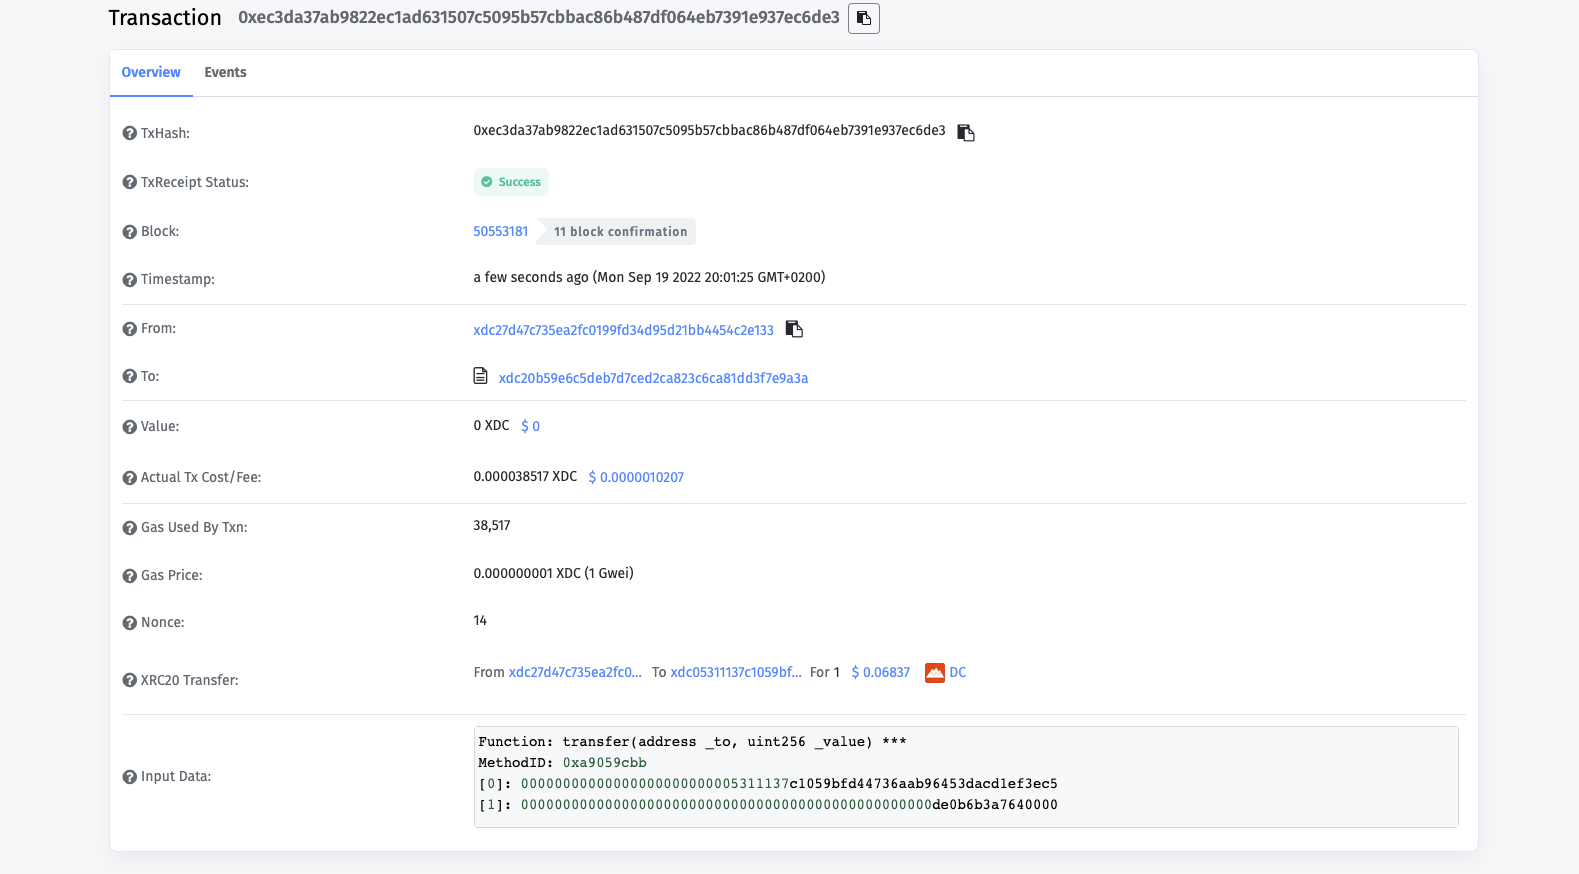 Transaction 0xec3da37ab9822ec1ad631507c5095b57cbbac86b487df064eb7391e937ec6de3
Overview Events
TxHash: 0xec3da37ab9822ec1ad631507c5095b57cbbac86b487df064eb7391e937ec6de3
TxReceipt Status: Success
Block: 50553181 11 block confirmation
Timestamp: a few seconds ago (Mon Sep 19 2022 20:01:25 GMT+0200)
From: xdc27d47c735ea2fc0199fd34d95d21bb4454c2e133
To: xdc20b59e6c5deb7d7ced2ca823c6ca81dd3f7e9a3a
Value: 0 XDC $ 0
Actual Tx Cost/Fee: 0.000038517 XDC $ 0.0000010207
Gas Used By Txn: 38,517
Gas Price: 0.000000001 XDC (1 Gwei)
Nonce: 14
XRC20 Transfer: From xdc27d47c735ea2fc0... To xdc05311137c1059bf... For 1 $ 0.06837 DC
Function: transfer(address _to, uint256 _value) ***
MethodID: 0xa9059cbb
Input Data:
[0]: 00000000000000000000000005311137c1059bfd44736aab96453dacd1ef3ec5
[1]: 0000000000000000000000000000000000000000000000000de0b6b3a7640000